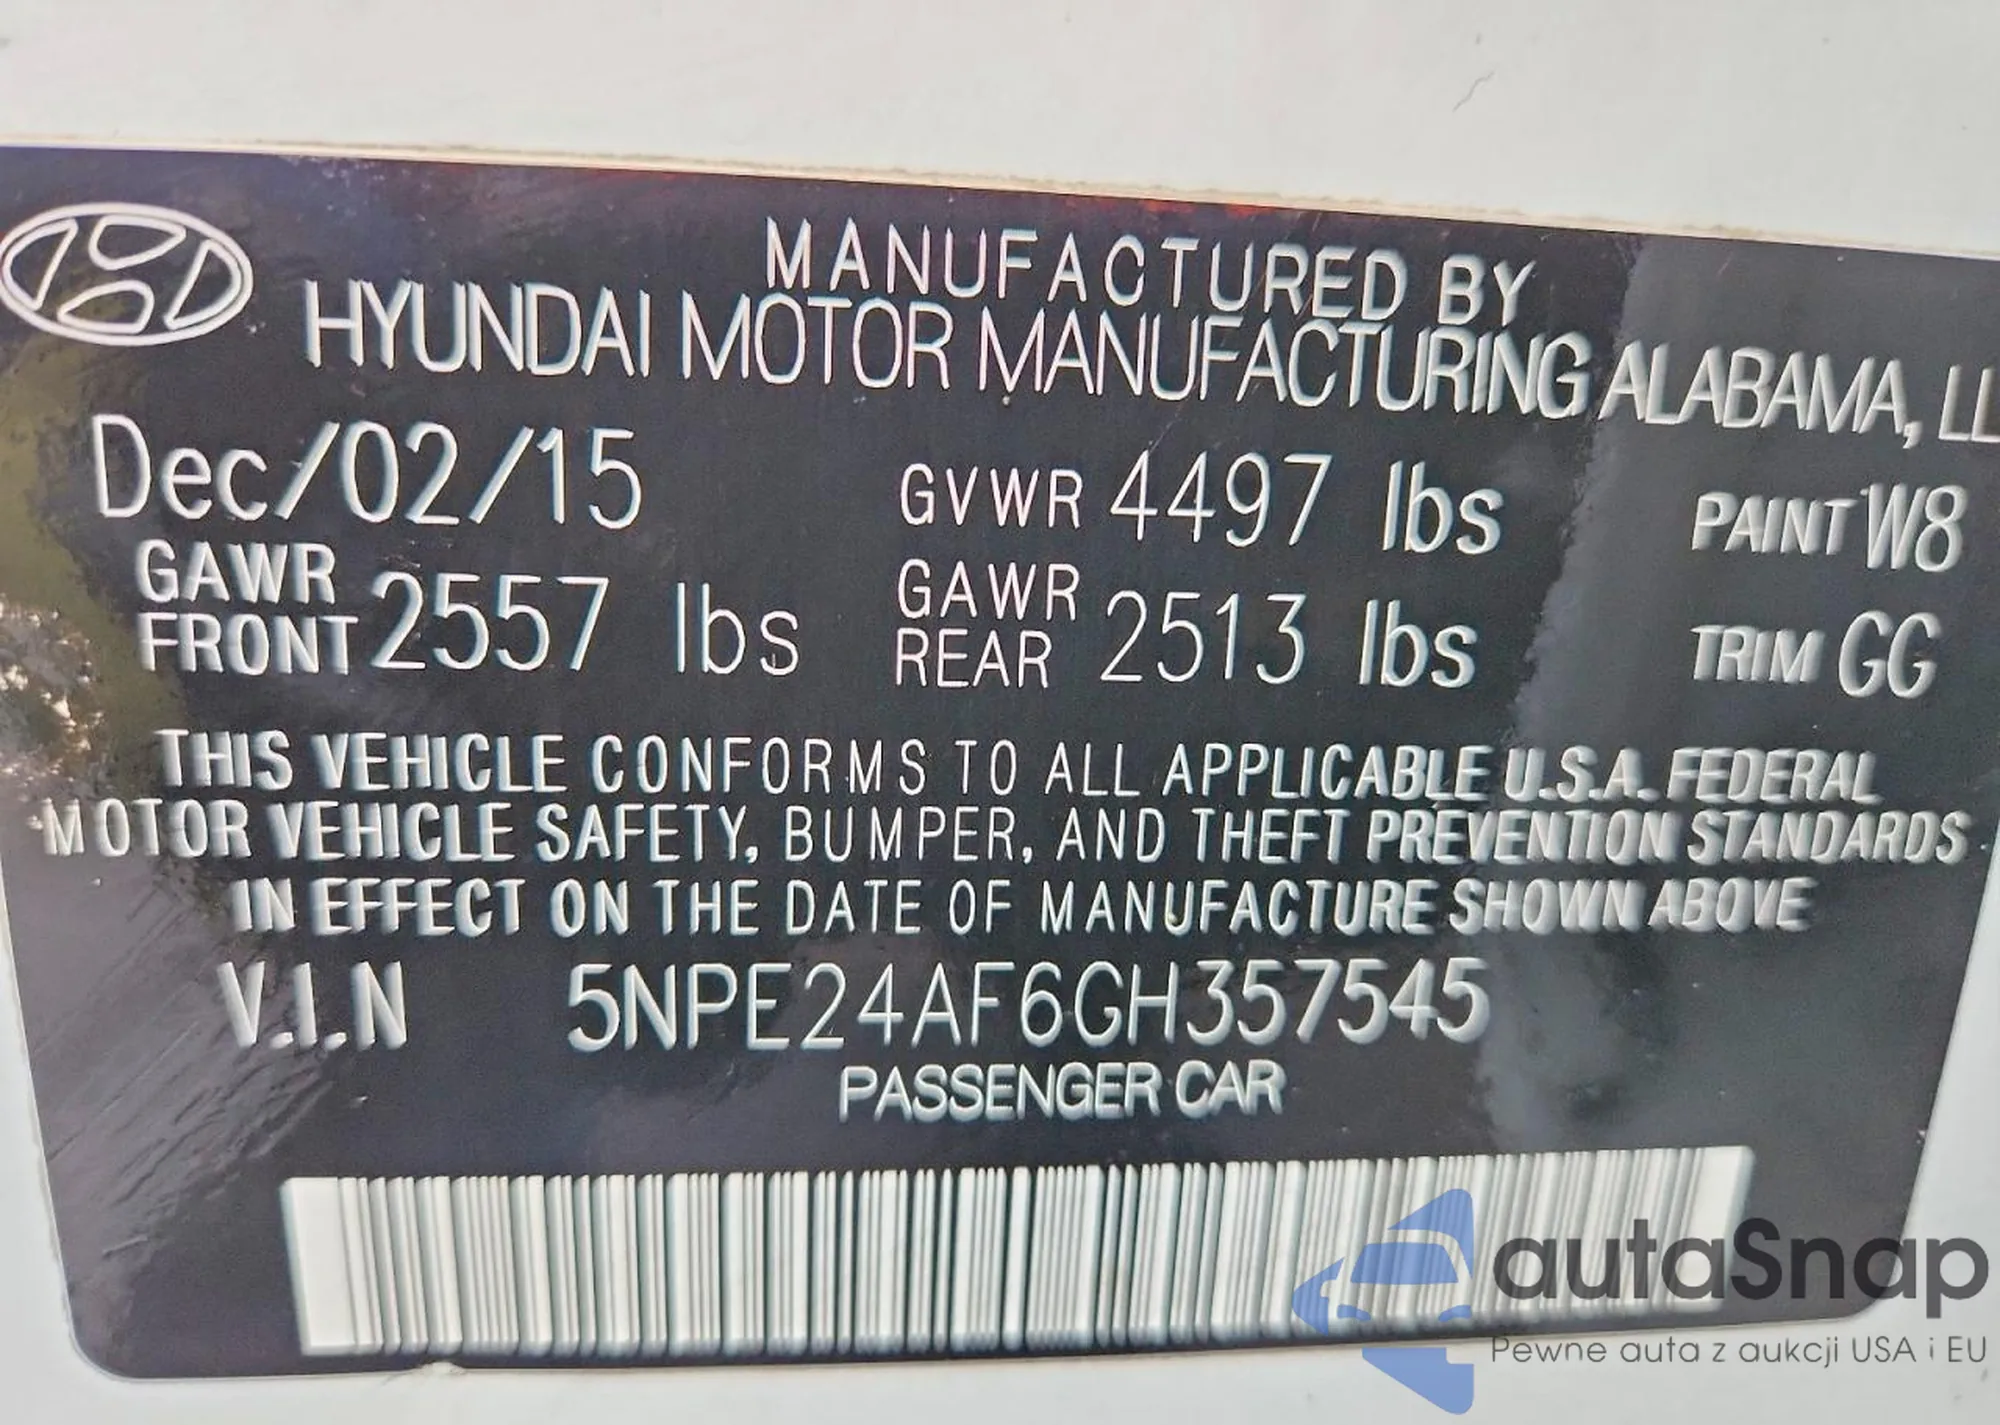 MANUFACTURED BY
HYUNDAI MOTOR MANUFACTURING ALABAMA, LL
Dec/02/15 GVWR 4497 lbs PAINT W8
GAWR FRONT 2557 lbs GAWR REAR 2513 lbs TRIM GG
THIS VEHICLE CONFORMS TO ALL APPLICABLE U.S.A. FEDERAL
MOTOR VEHICLE SAFETY, BUMPER, AND THEFT PREVENTION STANDARDS
IN EFFECT ON THE DATE OF MANUFACTURE SHOWN ABOVE
V.I.N 5NPE24AF6GH357545
PASSENGER CAR
autaSnap
Pewne auta z aukcji USA i EU